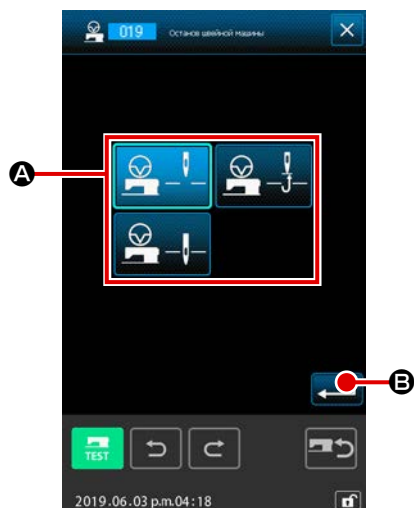 019 Останов швейной машины
A
B
TEST
2019.06.03 p.m.04:18